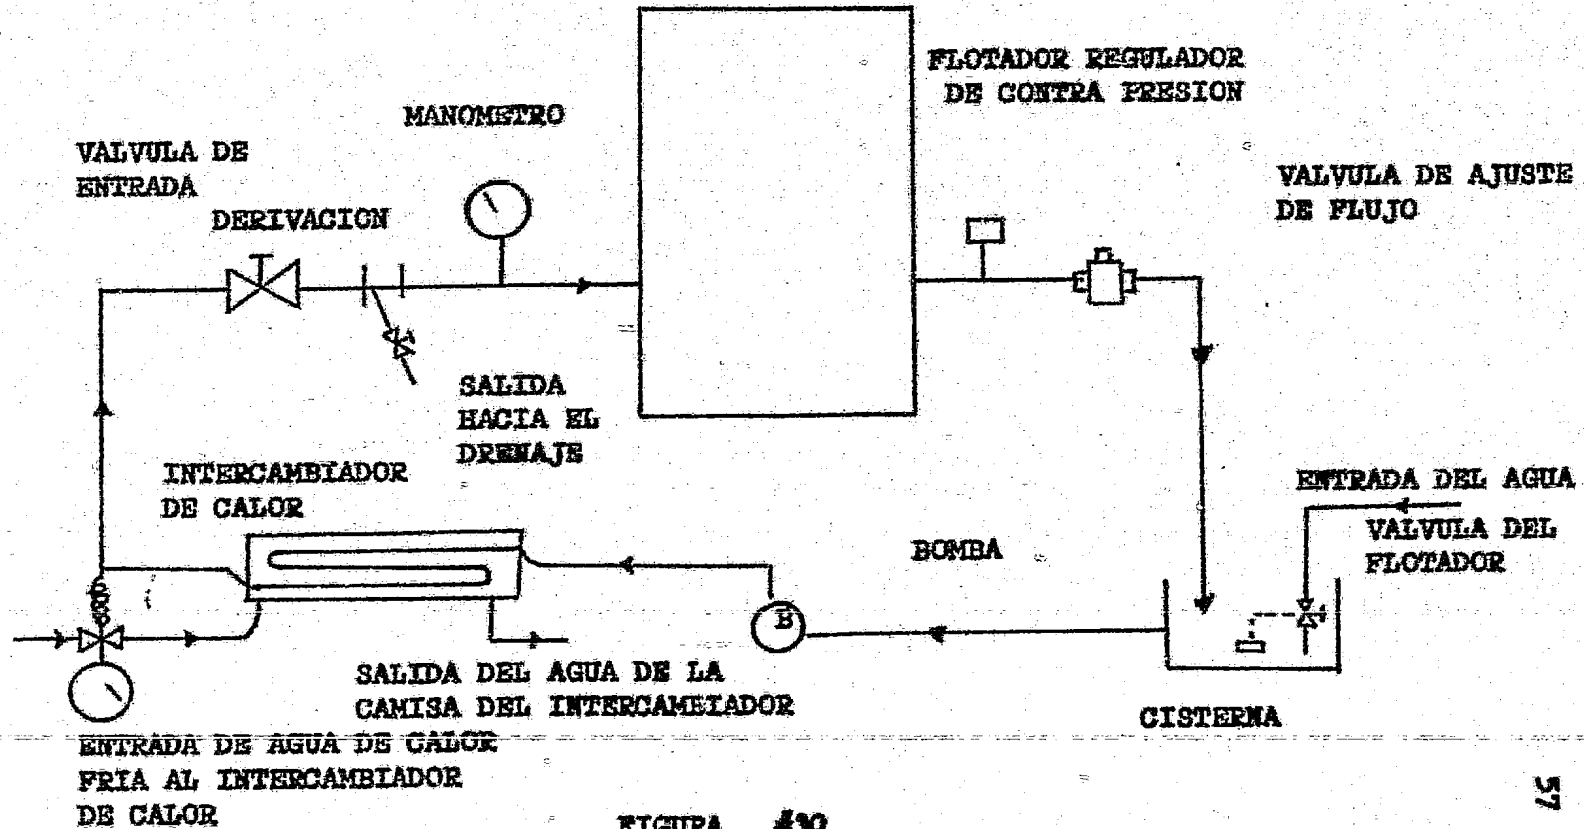 FLOTADOR REGULADOR
DE CONTRA PRESION
MANOMETRO
VALVULA DE
ENTRADA
DERIVACION
VALVULA DE AJUSTE
DE FLUJO
SALIDA
HACIA EL
DRENAJE
INTERCAMBIADOR
DE CALOR
ENTRADA DEL AGUA
VALVULA DEL
FLOTADOR
BOMBA
B
SALIDA DEL AGUA DE LA
CAMISA DEL INTERCAMBIADOR
CISTERNA
ENTRADA DE AGUA DE CALOR
FRIA AL INTERCAMBIADOR
DE CALOR
57
FIGURA